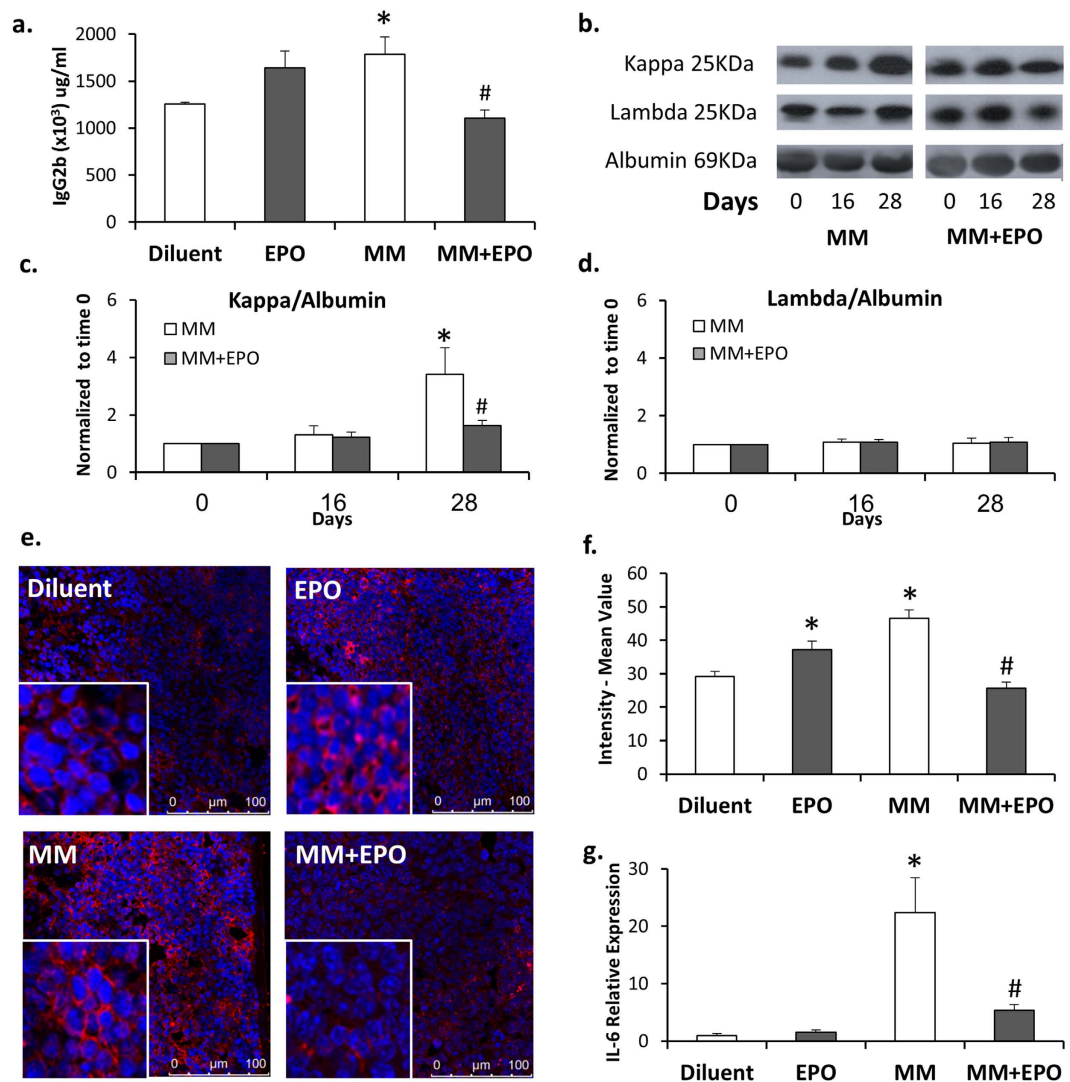 a.
IgG2b (x10³) ug/ml
2000
1500
1000
500
0
*
#
Diluent EPO MM MM+EPO
b.
Kappa 25KDa
Lambda 25KDa
Albumin 69KDa
Days 0 16 28 0 16 28
MM MM+EPO
c.
Kappa/Albumin
Normalized to time 0
6
4
2
0
MM
MM+EPO
*
#
0 16 28
Days
d.
Lambda/Albumin
Normalized to time 0
6
4
2
0
MM
MM+EPO
0 16 28
Days
e.
Diluent
0 µm 100
EPO
0 µm 100
MM
0 µm 100
MM+EPO
0 µm 100
f.
Intensity - Mean Value
60
50
40
30
20
10
0
*
*
#
Diluent EPO MM MM+EPO
g.
IL-6 Relative Expression
30
20
10
0
*
#
Diluent EPO MM MM+EPO